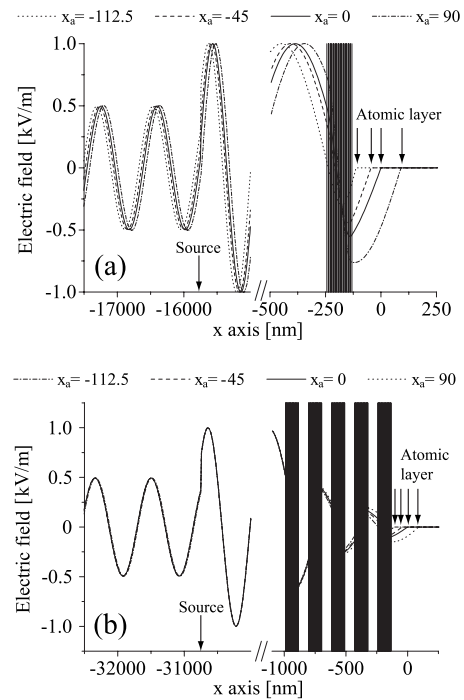 xa= -112.5 xa= -45 xa= 0 xa= 90
1.0
0.5
0
-0.5
-1.0
Electric field [kV/m]
Atomic layer
Source
(a)
-17000 -16000 -500 -250 0 250
x axis [nm]
xa= -112.5 xa= -45 xa= 0 xa= 90
1.0
0.5
0
-0.5
-1.0
Electric field [kV/m]
Atomic
layer
Source
(b)
-32000 -31000 -1000 -500 0
x axis [nm]